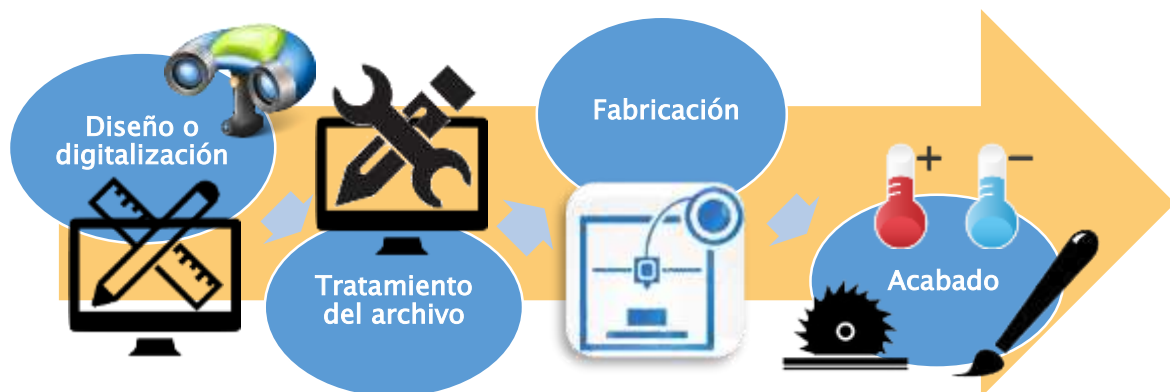 Diseño o
digitalización
Tratamiento
del archivo
Fabricación
+
−
Acabado